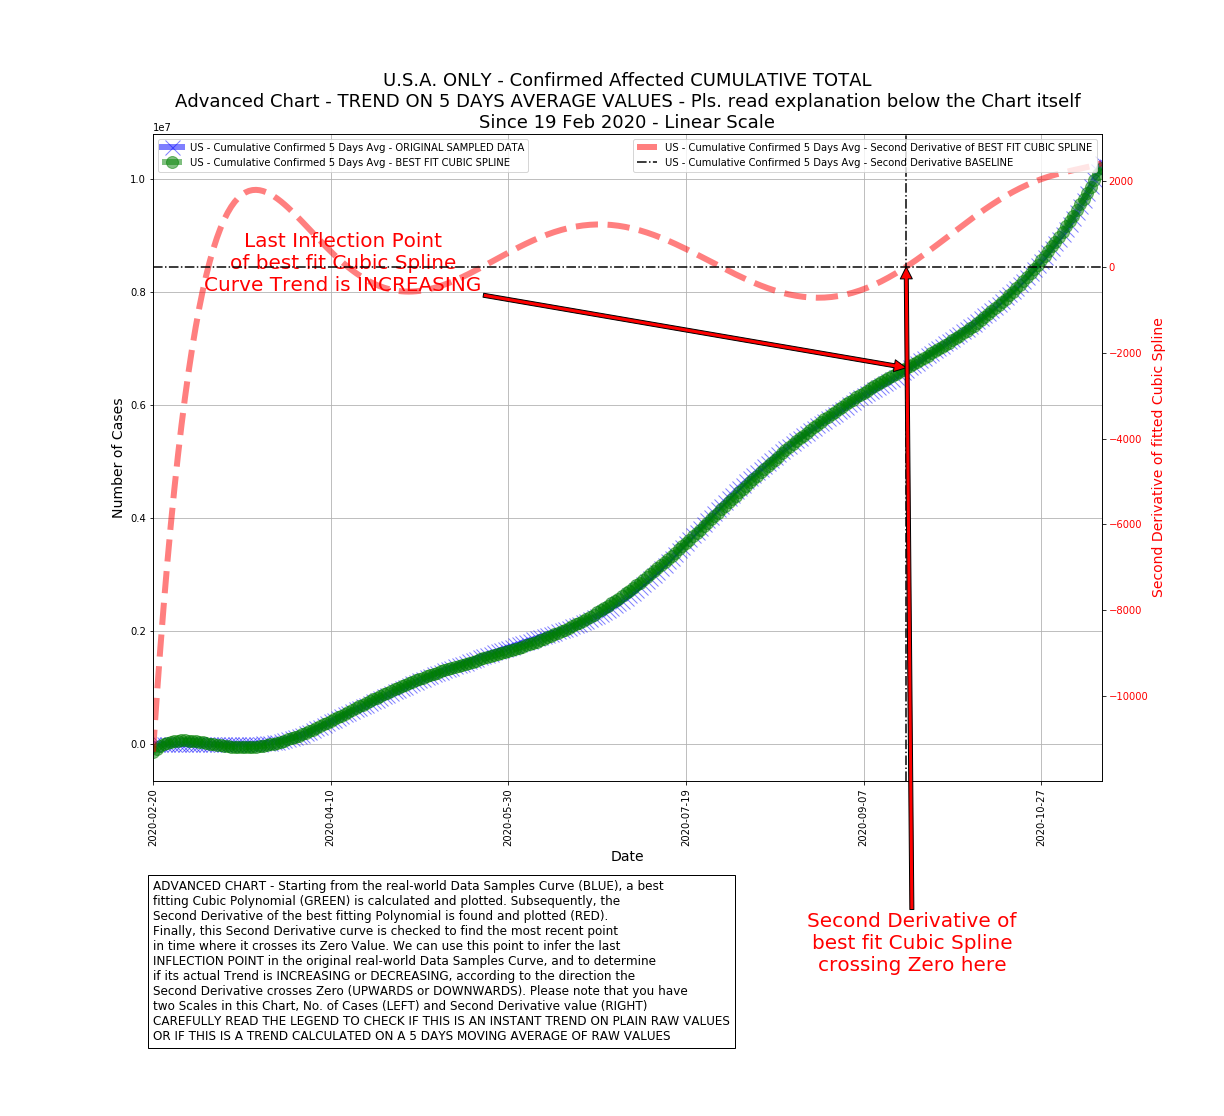 U.S.A. ONLY - Confirmed Affected CUMULATIVE TOTAL
Advanced Chart - TREND ON 5 DAYS AVERAGE VALUES - Pls. read explanation below the Chart itself
Since 19 Feb 2020 - Linear Scale
1e7
US - Cumulative Confirmed 5 Days Avg - ORIGINAL SAMPLED DATA
US - Cumulative Confirmed 5 Days Avg - BEST FIT CUBIC SPLINE
US - Cumulative Confirmed 5 Days Avg - Second Derivative of BEST FIT CUBIC SPLINE
US - Cumulative Confirmed 5 Days Avg - Second Derivative BASELINE
1.0
0.8
0.6
0.4
0.2
0.0
Number of Cases
Last Inflection Point
of best fit Cubic Spline
Curve Trend is INCREASING
2000
0
−2000
−4000
−6000
−8000
−10000
Second Derivative of fitted Cubic Spline
2020-02-20
2020-04-10
2020-05-30
2020-07-19
2020-09-07
2020-10-27
Date
Second Derivative of
best fit Cubic Spline
crossing Zero here
ADVANCED CHART - Starting from the real-world Data Samples Curve (BLUE), a best
fitting Cubic Polynomial (GREEN) is calculated and plotted. Subsequently, the
Second Derivative of the best fitting Polynomial is found and plotted (RED).
Finally, this Second Derivative curve is checked to find the most recent point
in time where it crosses its Zero Value. We can use this point to infer the last
INFLECTION POINT in the original real-world Data Samples Curve, and to determine
if its actual Trend is INCREASING or DECREASING, according to the direction the
Second Derivative crosses Zero (UPWARDS or DOWNWARDS). Please note that you have
two Scales in this Chart, No. of Cases (LEFT) and Second Derivative value (RIGHT)
CAREFULLY READ THE LEGEND TO CHECK IF THIS IS AN INSTANT TREND ON PLAIN RAW VALUES
OR IF THIS IS A TREND CALCULATED ON A 5 DAYS MOVING AVERAGE OF RAW VALUES